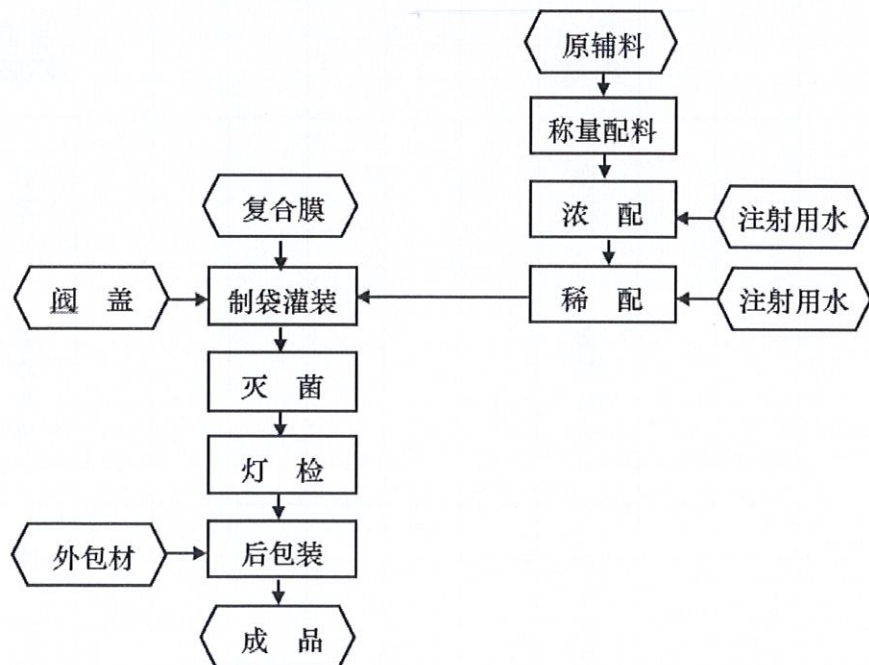 原辅料
称量配料
复合膜
浓 配
注射用水
阀 盖
制袋灌装
稀 配
注射用水
灭 菌
灯 检
外包材
后包装
成 品